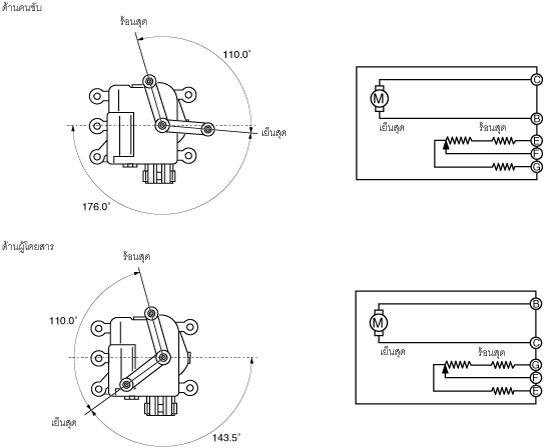 ด้านคนขับ
ร้อนสุด
110.0°
เย็นสุด
176.0°
C
M
B
เย็นสุด ร้อนสุด
E
F
G
ด้านผู้โดยสาร
ร้อนสุด
110.0°
เย็นสุด
143.5°
B
M
C
เย็นสุด ร้อนสุด
G
F
E